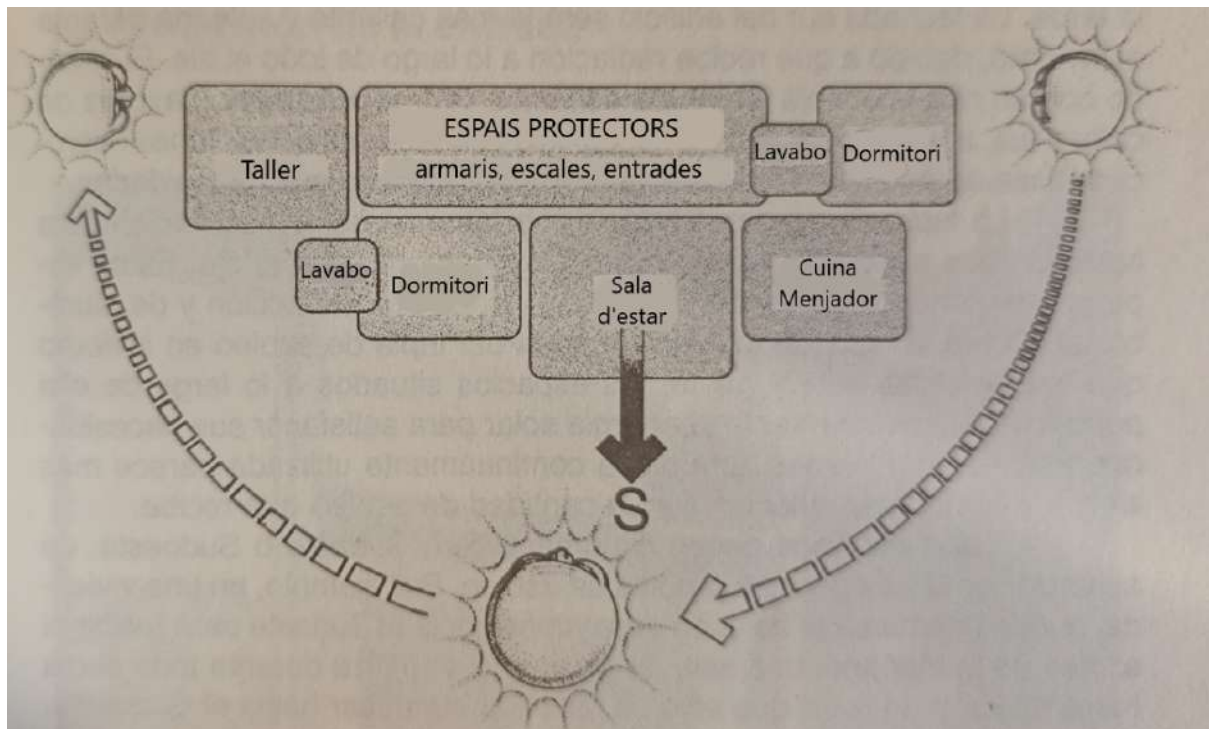 ESPAIS PROTECTORS
armaris, escales, entrades
Taller
Lavabo
Dormitori
Lavabo
Dormitori
Sala
d'estar
Cuina
Menjador
S